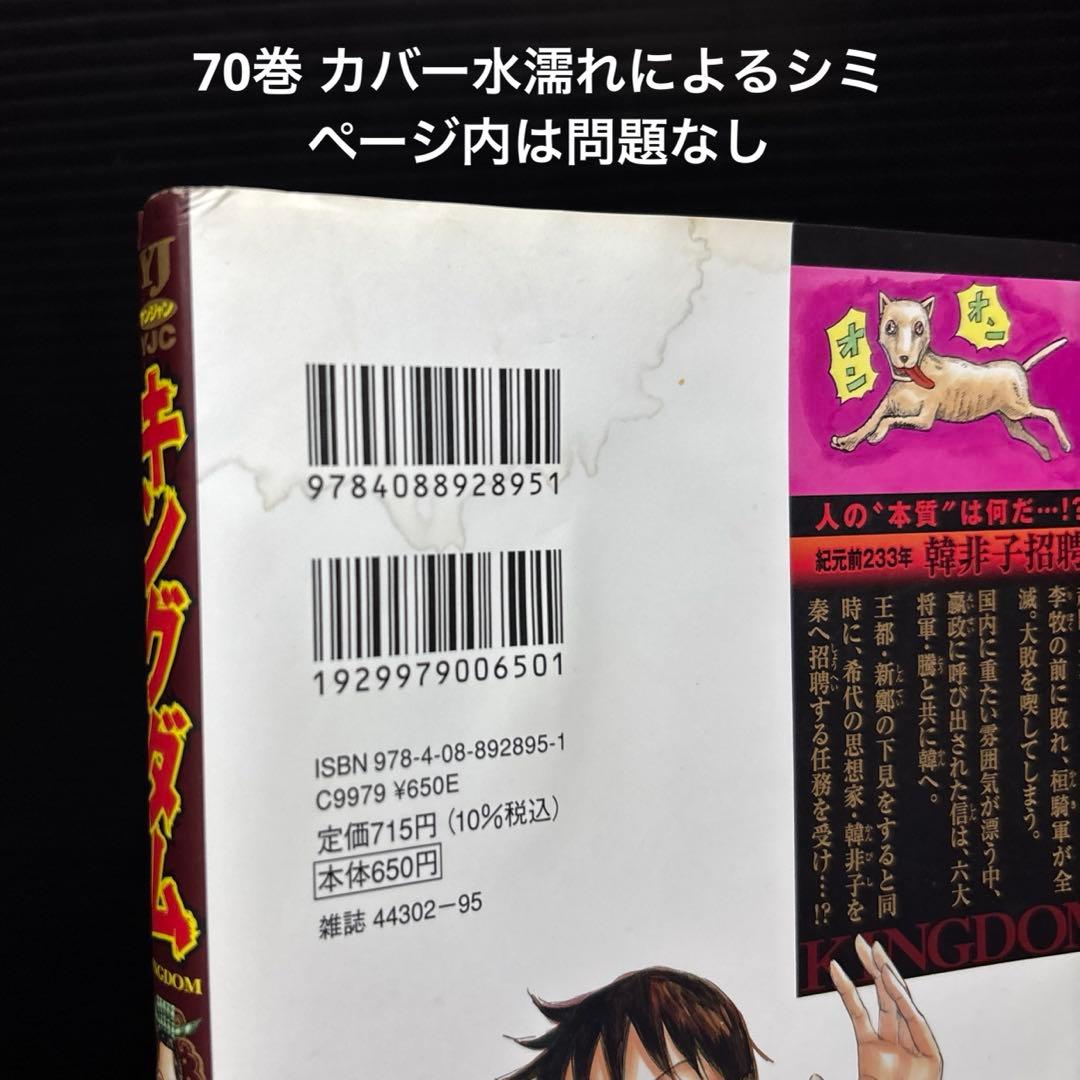 70巻 カバー水濡れによるシミ
ページ内は問題なし
YJ
ヤンジャン
YJC
キングダム
KINGDOM
9784088928951
1929979006501
ISBN 978-4-08-892895-1
C9979 ¥650E
定価715円(10%税込)
本体650円
雑誌 44302-95
オン
オン
人の“本質”は何だ…!?
紀元前233年 韓非子招聘
李牧の前に敗れ、桓騎軍が全
滅。大敗を喫してしまう。
国内に重たい雰囲気が漂う中、
嬴政に呼び出された信は、六大
将軍・騰と共に韓へ。
王都・新鄭の下見をすると同
時に、希代の思想家・韓非子を
秦へ招聘する任務を受け…!?
KINGDOM